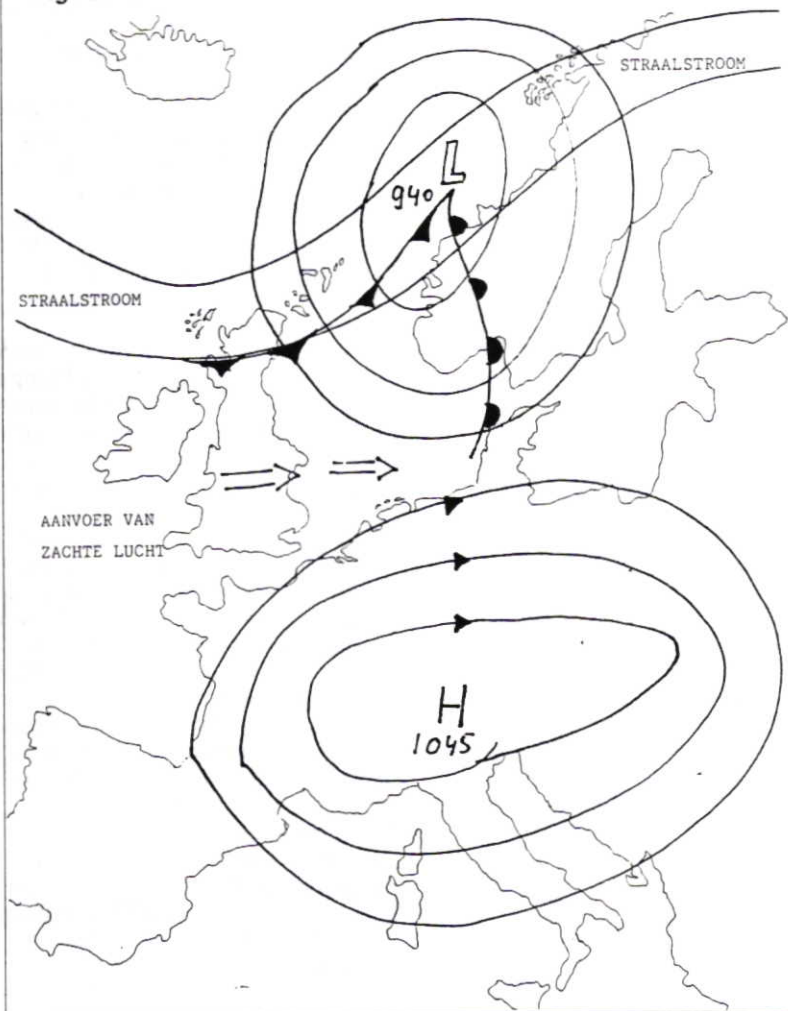 STRAALSTROOM
L
940
STRAALSTROOM
AANVOER VAN
ZACHTE LUCHT
H
1045